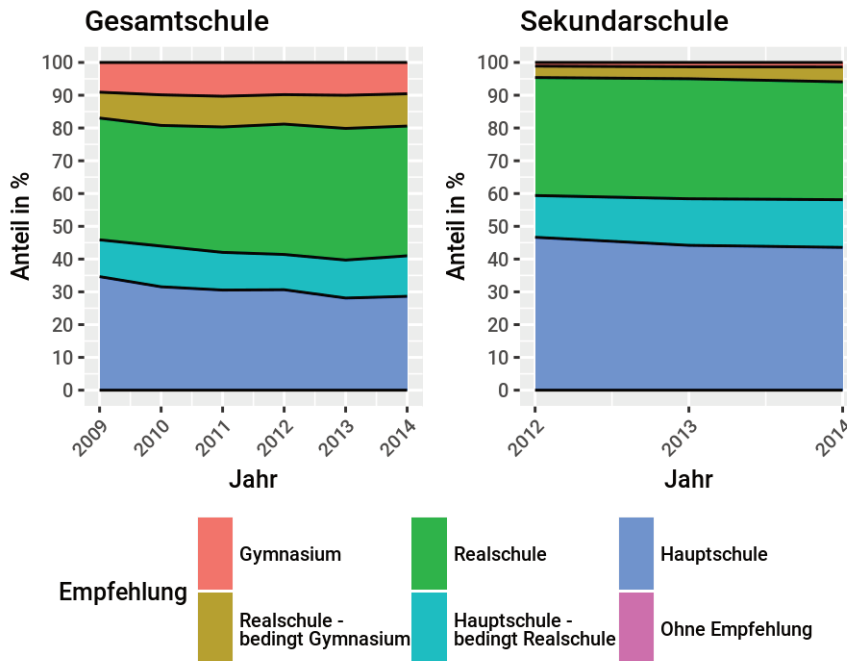 Gesamtschule
Sekundarschule
Anteil in %
100
90
80
70
60
50
40
30
20
10
0
2009
2010
2011
2012
2013
2014
Jahr
Anteil in %
100
90
80
70
60
50
40
30
20
10
0
2012
2013
2014
Jahr
Empfehlung
Gymnasium
Realschule
Hauptschule
Realschule -
bedingt Gymnasium
Hauptschule -
bedingt Realschule
Ohne Empfehlung